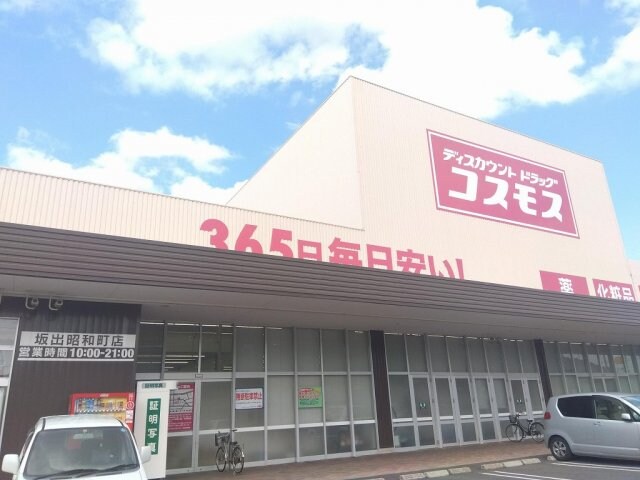 ディスカウント ドラッグ
コスモス
365日毎日安い!
薬
化粧品
坂出昭和町店
営業時間 10:00-21:00
証明写真